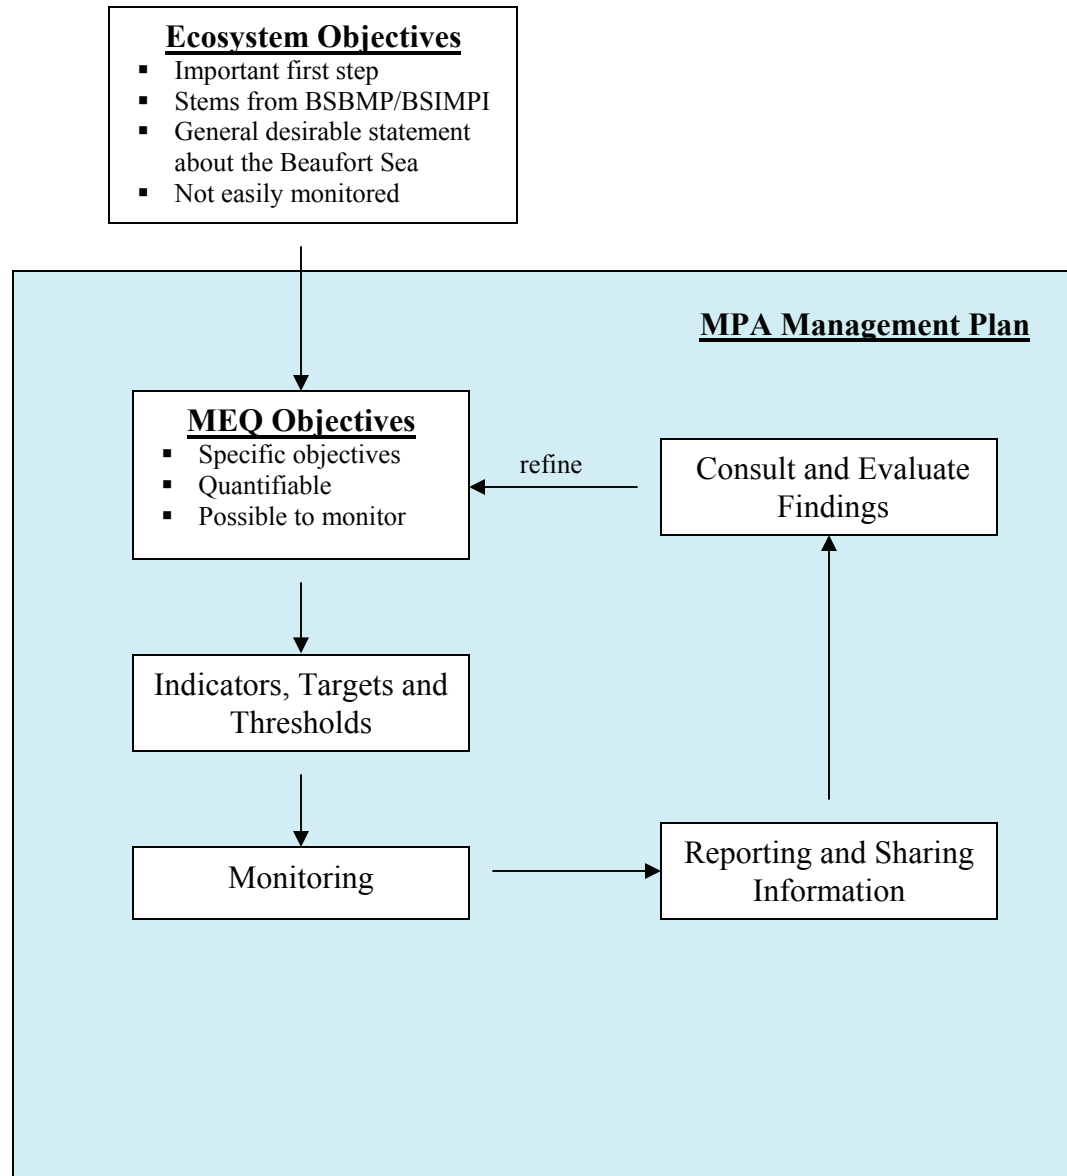 Ecosystem Objectives
▪ Important first step
▪ Stems from BSBMP/BSIMPI
▪ General desirable statement
about the Beaufort Sea
▪ Not easily monitored
MPA Management Plan
MEQ Objectives
▪ Specific objectives
▪ Quantifiable
▪ Possible to monitor
refine
Consult and Evaluate
Findings
Indicators, Targets and
Thresholds
Monitoring
Reporting and Sharing
Information